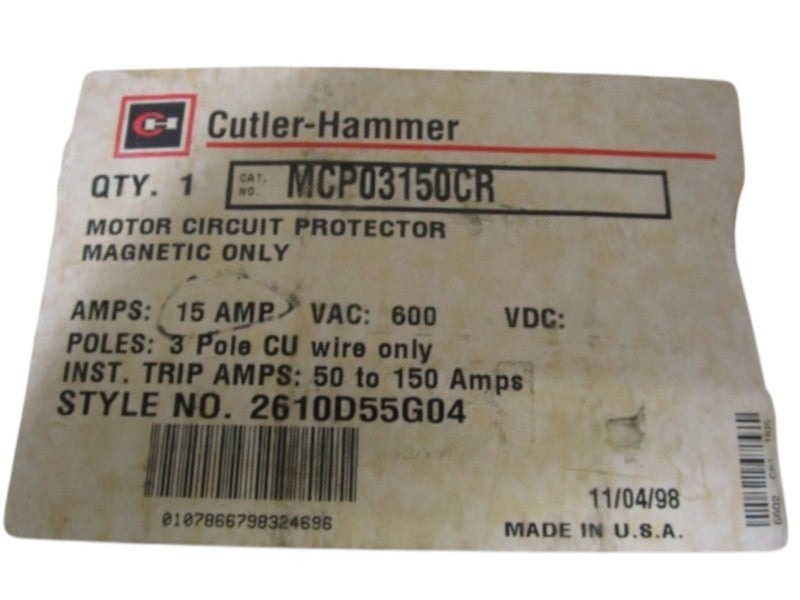 CH Cutler-Hammer
QTY. 1 CAT. NO. MCP03150CR
MOTOR CIRCUIT PROTECTOR
MAGNETIC ONLY
AMPS: 15 AMP VAC: 600 VDC:
POLES: 3 Pole CU wire only
INST. TRIP AMPS: 50 to 150 Amps
STYLE NO. 2610D55G04
0107866798324696
11/04/98
MADE IN U.S.A.
6602